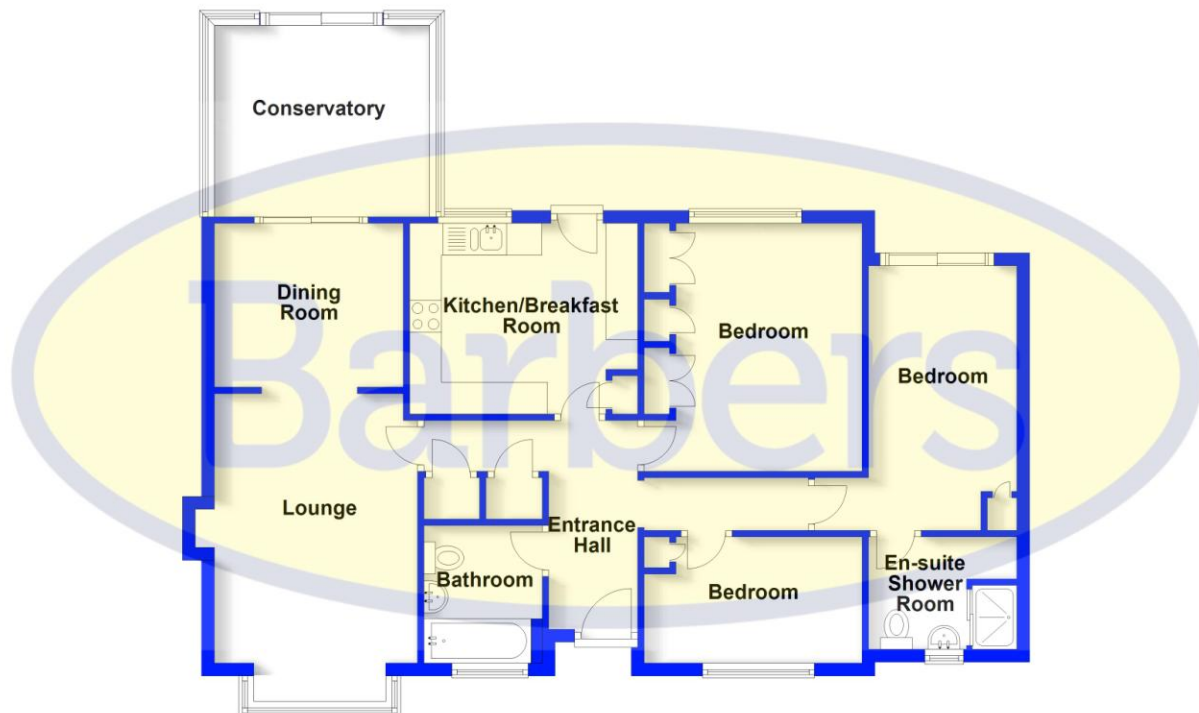 Conservatory
Dining
Room
Kitchen/Breakfast
Room
Bedroom
Bedroom
Barbers
Lounge
Entrance
Hall
Bathroom
Bedroom
En-suite
Shower
Room